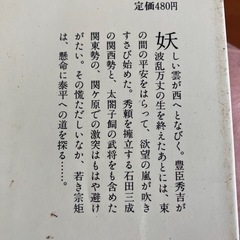 定価480円
妖しい雲が西へとなびく。豊臣秀吉が
波乱万丈の生を終えたあとには、束
の間の平安をはらって、欲望の嵐が吹き
すさび始めた。秀頼を擁する石田三成
の関西勢と、太閤子飼の武将をも含めた
関東勢の、関ヶ原での激突はもはや避け
がたい。その慌ただしいなか、若き宗矩
は、懸命に泰平への道を探る……。